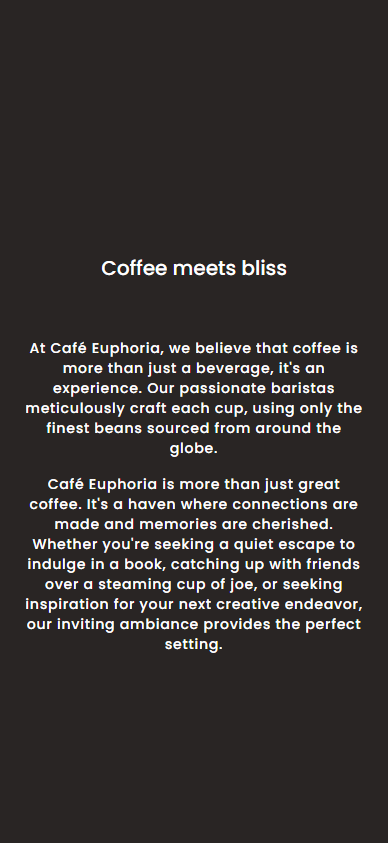 Coffee meets bliss
At Café Euphoria, we believe that coffee is
more than just a beverage, it's an
experience. Our passionate baristas
meticulously craft each cup, using only the
finest beans sourced from around the
globe.
Café Euphoria is more than just great
coffee. It's a haven where connections are
made and memories are cherished.
Whether you're seeking a quiet escape to
indulge in a book, catching up with friends
over a steaming cup of joe, or seeking
inspiration for your next creative endeavor,
our inviting ambiance provides the perfect
setting.